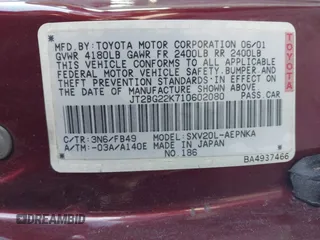 MFD. BY: TOYOTA MOTOR CORPORATION 06/01
GVWR 4180LB GAWR FR 2400LB RR 2400LB
THIS VEHICLE CONFORMS TO ALL APPLICABLE
FEDERAL MOTOR VEHICLE SAFETY, BUMPER, AND
THEFT PREVENTION STANDARDS IN EFFECT ON
THE DATE OF MANUFACTURE SHOWN ABOVE.
JT2BG22K710602080 PASS.CAR
C/TR: 3N6/FB49 MODEL: SXV20L-AEPNKA
A/TM: -03A/A140E MADE IN JAPAN
NO.186
BA4937466
TOYOTA
© AUTOBIDMASTER